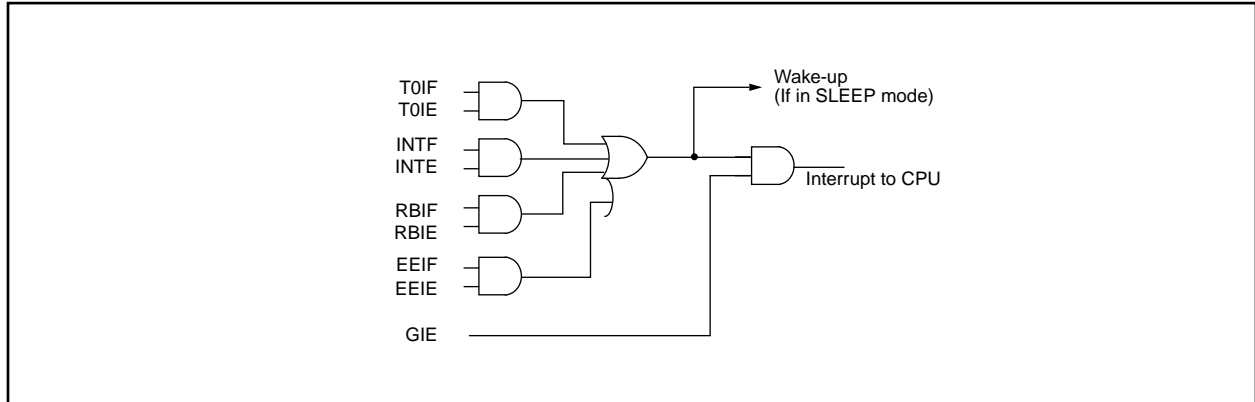 T0IF
T0IE
INTF
INTE
RBIF
RBIE
EEIF
EEIE
GIE
Wake-up
(If in SLEEP mode)
Interrupt to CPU